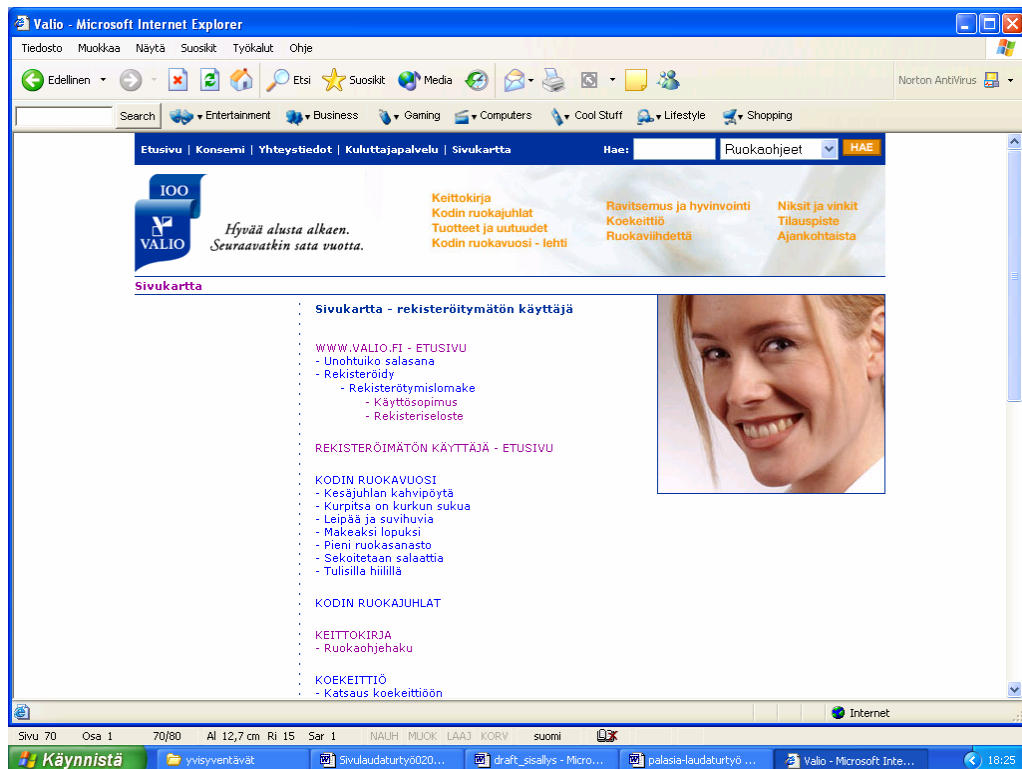 Valio - Microsoft Internet Explorer
Tiedosto Muokkaa Näytä Suosikit Työkalut Ohje
Edellinen Etsi Suosikit Media Norton AntiVirus
Search Entertainment Business Gaming Computers Cool Stuff Lifestyle Shopping
Etusivu | Konserni | Yhteystiedot | Kuluttajapalvelu | Sivukartta Hae: Ruokaohjeet HAE
100
VALIO
Hyvää alusta alkaen.
Seuraavatkin sata vuotta.
Keittokirja
Kodin ruokajuhlat
Tuotteet ja uutuudet
Kodin ruokavuosi - lehti
Ravitsemus ja hyvinvointi
Koekeittiö
Ruokaviihdettä
Niksit ja vinkit
Tilauspiste
Ajankohtaista
Sivukartta
Sivukartta - rekisteröitymätön käyttäjä
WWW.VALIO.FI - ETUSIVU
- Unohtuiko salasana
- Rekisteröidy
- Rekisterötymislomake
- Käyttösopimus
- Rekisteriseloste
REKISTERÖIMÄTÖN KÄYTTÄJÄ - ETUSIVU
KODIN RUOKAVUOSI
- Kesäjuhlan kahvipöytä
- Kurpitsa on kurkun sukua
- Leipää ja suvihuvia
- Makeaksi lopuksi
- Pieni ruokasanasto
- Sekoitetaan salaattia
- Tulisilla hiilillä
KODIN RUOKAJUHLAT
KEITTOKIRJA
- Ruokaohjehaku
KOEKEITTIÖ
- Katsaus koekeittiöön
Internet
Sivu 70 Osa 1 70/80 Al 12,7 cm Ri 15 Sar 1 NAUH MUOK LAAJ KORV suomi
Käynnistä yvisyventävät Sivulaudaturtyö020... draft_sisallys - Micro... palasia-laudaturtyö ... Valio - Microsoft Inte... 18:25